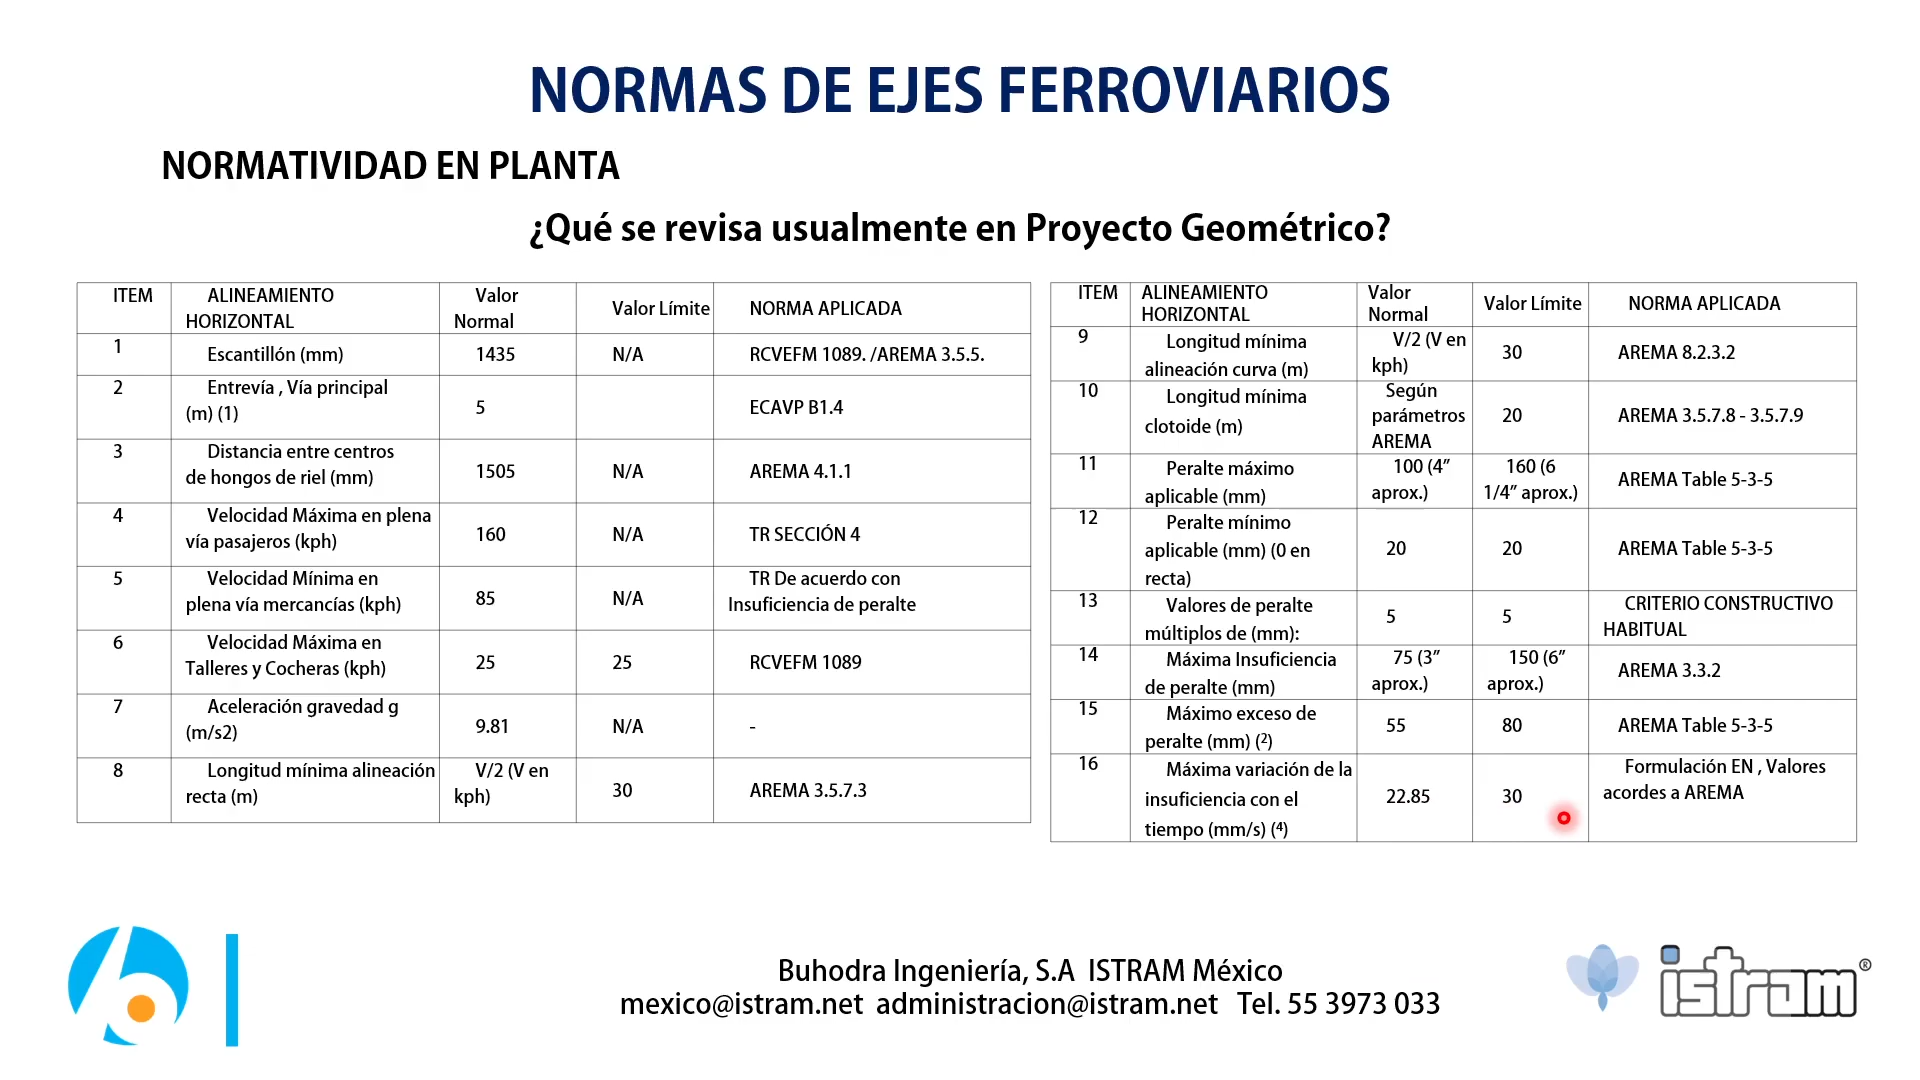 NORMAS DE EJES FERROVIARIOS
NORMATIVIDAD EN PLANTA
¿Qué se revisa usualmente en Proyecto Geométrico?
ITEM ALINEAMIENTO HORIZONTAL Valor Normal Valor Límite NORMA APLICADA
1 Escantillón (mm) 1435 N/A RCVEFM 1089. /AREMA 3.5.5.
2 Entrevía , Vía principal (m) (1) 5 ECAVP B1.4
3 Distancia entre centros de hongos de riel (mm) 1505 N/A AREMA 4.1.1
4 Velocidad Máxima en plena vía pasajeros (kph) 160 N/A TR SECCIÓN 4
5 Velocidad Mínima en plena vía mercancías (kph) 85 N/A TR De acuerdo con Insuficiencia de peralte
6 Velocidad Máxima en Talleres y Cocheras (kph) 25 25 RCVEFM 1089
7 Aceleración gravedad g (m/s2) 9.81 N/A -
8 Longitud mínima alineación recta (m) V/2 (V en kph) 30 AREMA 3.5.7.3
ITEM ALINEAMIENTO HORIZONTAL Valor Normal Valor Límite NORMA APLICADA
9 Longitud mínima alineación curva (m) V/2 (V en kph) 30 AREMA 8.2.3.2
10 Longitud mínima clotoide (m) Según parámetros AREMA 20 AREMA 3.5.7.8 - 3.5.7.9
11 Peralte máximo aplicable (mm) 100 (4” aprox.) 160 (6 1/4” aprox.) AREMA Table 5-3-5
12 Peralte mínimo aplicable (mm) (0 en recta) 20 20 AREMA Table 5-3-5
13 Valores de peralte múltiplos de (mm): 5 5 CRITERIO CONSTRUCTIVO HABITUAL
14 Máxima Insuficiencia de peralte (mm) 75 (3” aprox.) 150 (6” aprox.) AREMA 3.3.2
15 Máximo exceso de peralte (mm) (²) 55 80 AREMA Table 5-3-5
16 Máxima variación de la insuficiencia con el tiempo (mm/s) (⁴) 22.85 30 Formulación EN , Valores acordes a AREMA
Buhodra Ingeniería, S.A ISTRAM México
mexico@istram.net administracion@istram.net Tel. 55 3973 033
istram®